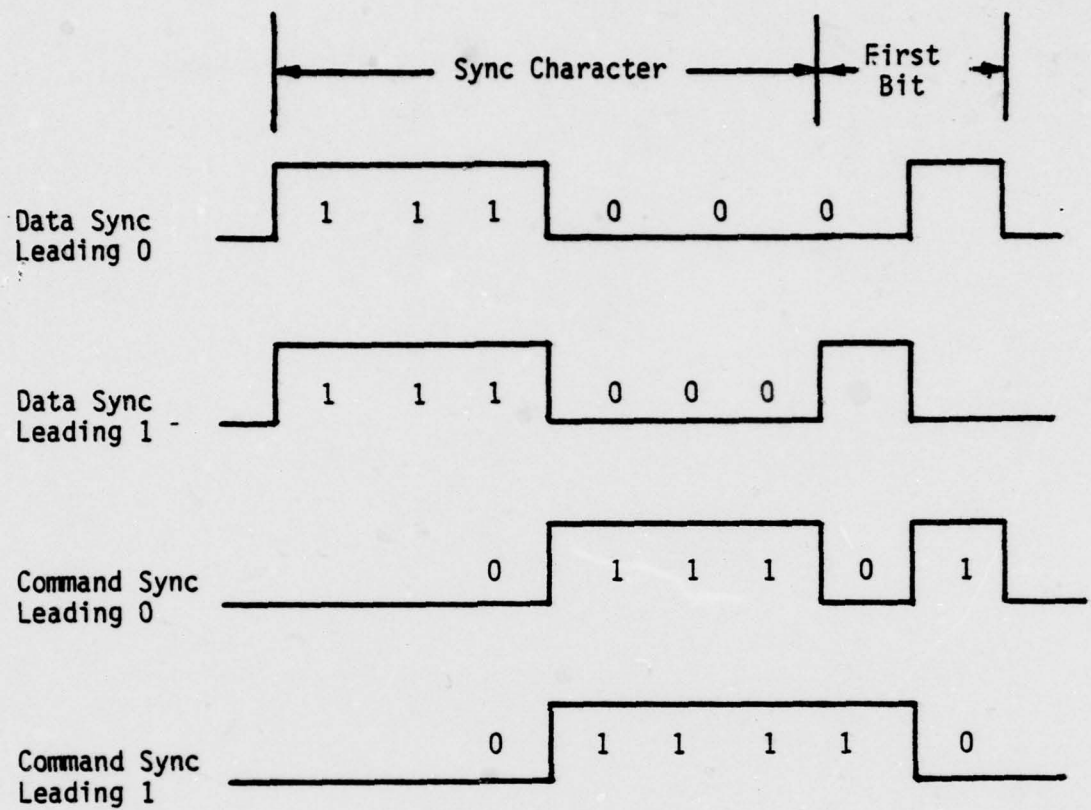 Sync Character
First
Bit
Data Sync
Leading 0
1 1 1 0 0 0
Data Sync
Leading 1
1 1 1 0 0 0
Command Sync
Leading 0
0 1 1 1 0 1
Command Sync
Leading 1
0 1 1 1 1 0